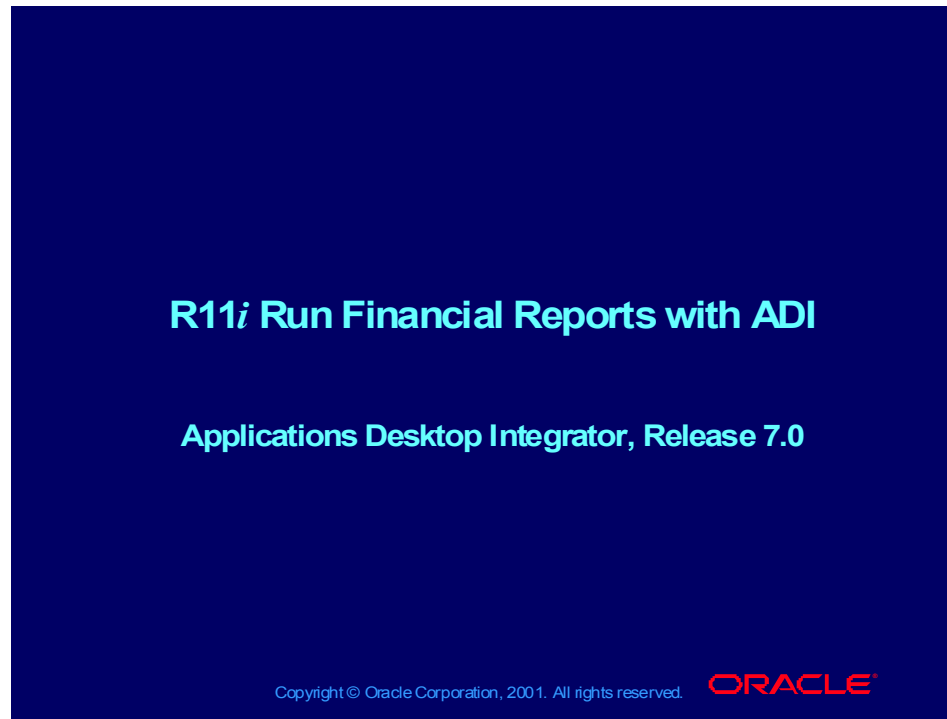 R11i Run Financial Reports with ADI
Applications Desktop Integrator, Release 7.0
Copyright © Oracle Corporation, 2001. All rights reserved.
ORACLE®